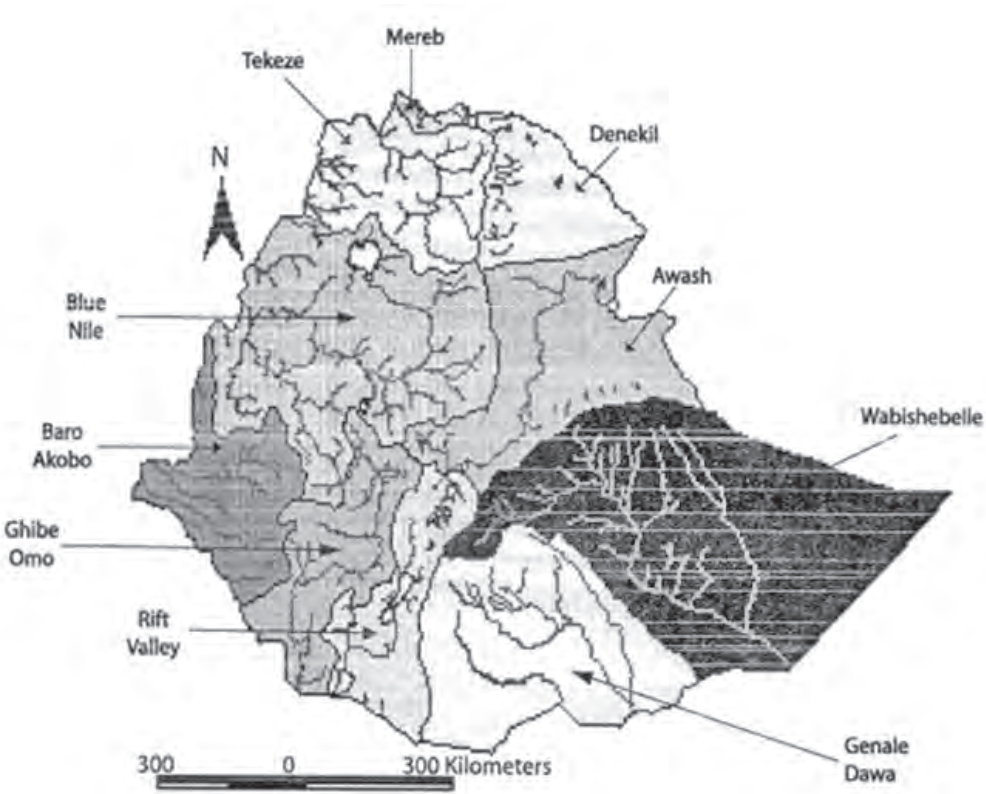 Mereb
Tekeze
Denekil
N
Awash
Blue
Nile
Wabishebelle
Baro
Akobo
Ghibe
Omo
Rift
Valley
Genale
Dawa
300 0 300 Kilometers